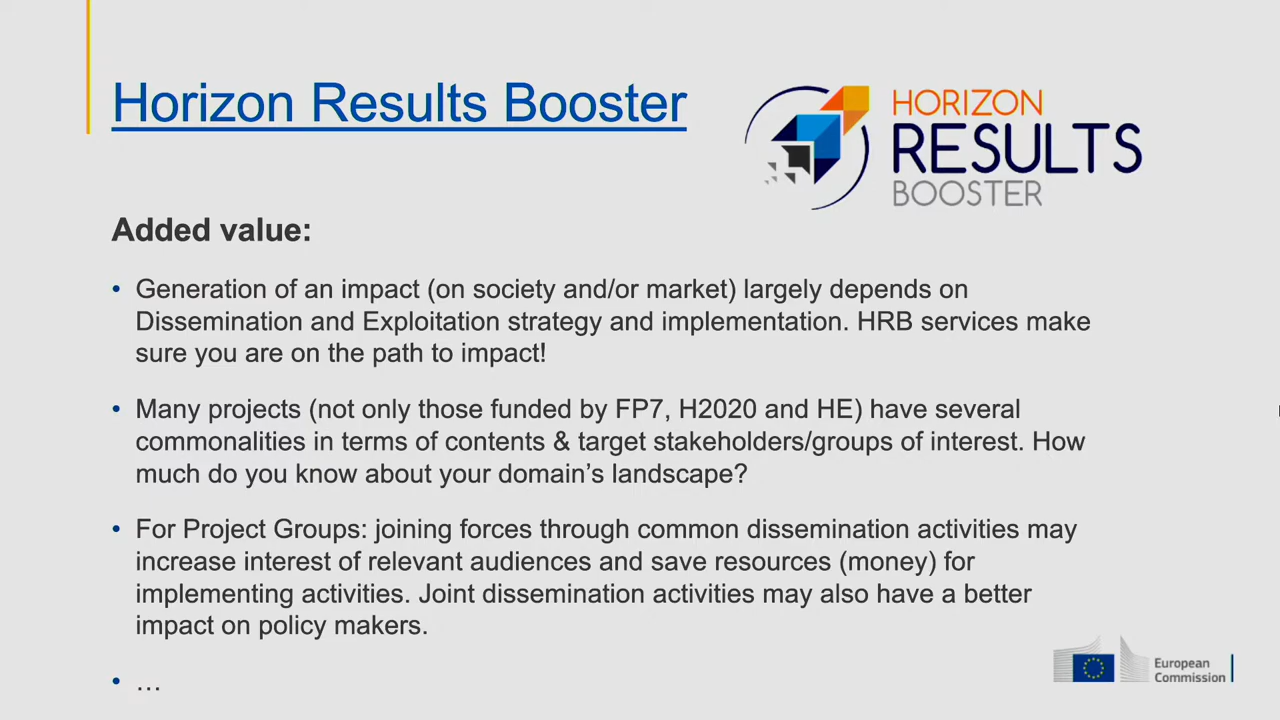 Horizon Results Booster
HORIZON
RESULTS
BOOSTER
Added value:
• Generation of an impact (on society and/or market) largely depends on
Dissemination and Exploitation strategy and implementation. HRB services make
sure you are on the path to impact!
• Many projects (not only those funded by FP7, H2020 and HE) have several
commonalities in terms of contents & target stakeholders/groups of interest. How
much do you know about your domain’s landscape?
• For Project Groups: joining forces through common dissemination activities may
increase interest of relevant audiences and save resources (money) for
implementing activities. Joint dissemination activities may also have a better
impact on policy makers.
• …
European
Commission